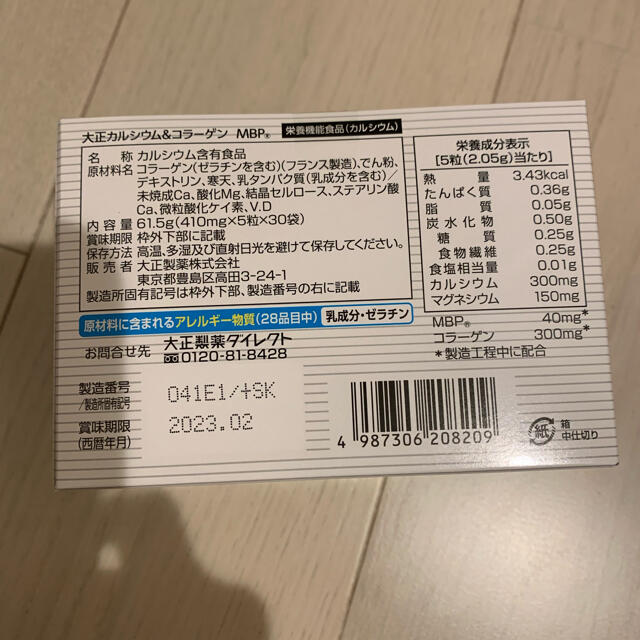 大正カルシウム&コラーゲン MBP® 栄養機能食品(カルシウム)
名 称 カルシウム含有食品
原材料名 コラーゲン(ゼラチンを含む)(フランス製造)、でん粉、
デキストリン、寒天、乳タンパク質(乳成分を含む)/
未焼成Ca、酸化Mg、結晶セルロース、ステアリン酸
Ca、微粒酸化ケイ素、V.D
内 容 量 61.5g(410mg×5粒×30袋)
賞味期限 枠外下部に記載
保存方法 高温、多湿及び直射日光を避けて保存してください。
販 売 者 大正製薬株式会社
東京都豊島区高田3-24-1
製造所固有記号は枠外下部、製造番号の右に記載
原材料に含まれるアレルギー物質(28品目中) 乳成分・ゼラチン
お問合せ先 大正製薬ダイレクト
0120-81-8428
製造番号
/製造所固有記号
041E1/+SK
賞味期限
(西暦年月)
2023.02
栄養成分表示
[5粒(2.05g)当たり]
熱 量 3.43kcal
たんぱく質 0.36g
脂 質 0.05g
炭水化物 0.50g
糖 質 0.25g
食物繊維 0.25g
食塩相当量 0.01g
カルシウム 300mg
マグネシウム 150mg
MBP® 40mg*
コラーゲン 300mg*
*製造工程中に配合
4 987306 208209
紙
箱
中仕切り